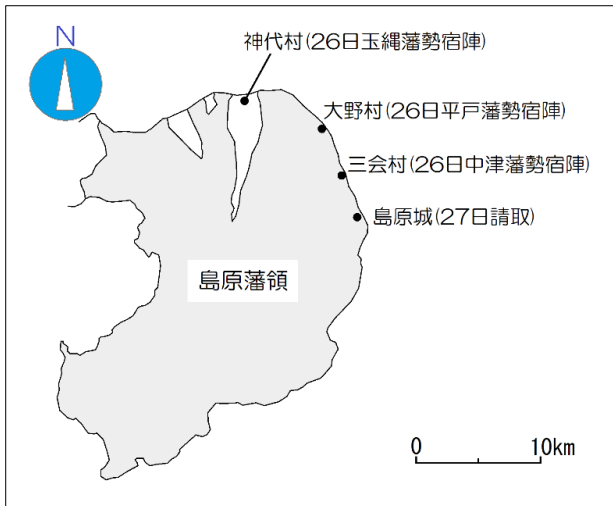 N
神代村(26日玉縄藩勢宿陣)
大野村(26日平戸藩勢宿陣)
三会村(26日中津藩勢宿陣)
島原城(27日請取)
島原藩領
0 10km